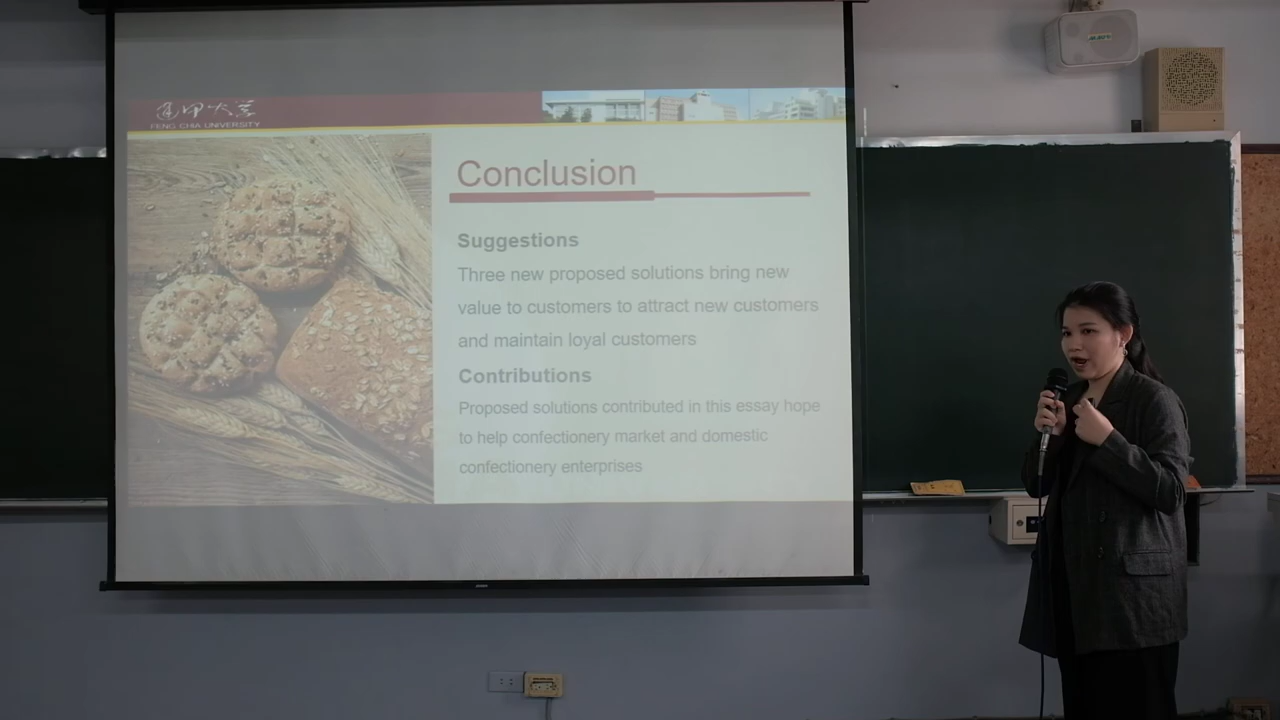 逢甲大學
FENG CHIA UNIVERSITY
Conclusion
Suggestions
Three new proposed solutions bring new
value to customers to attract new customers
and maintain loyal customers
Contributions
Proposed solutions contributed in this essay hope
to help confectionery market and domestic
confectionery enterprises